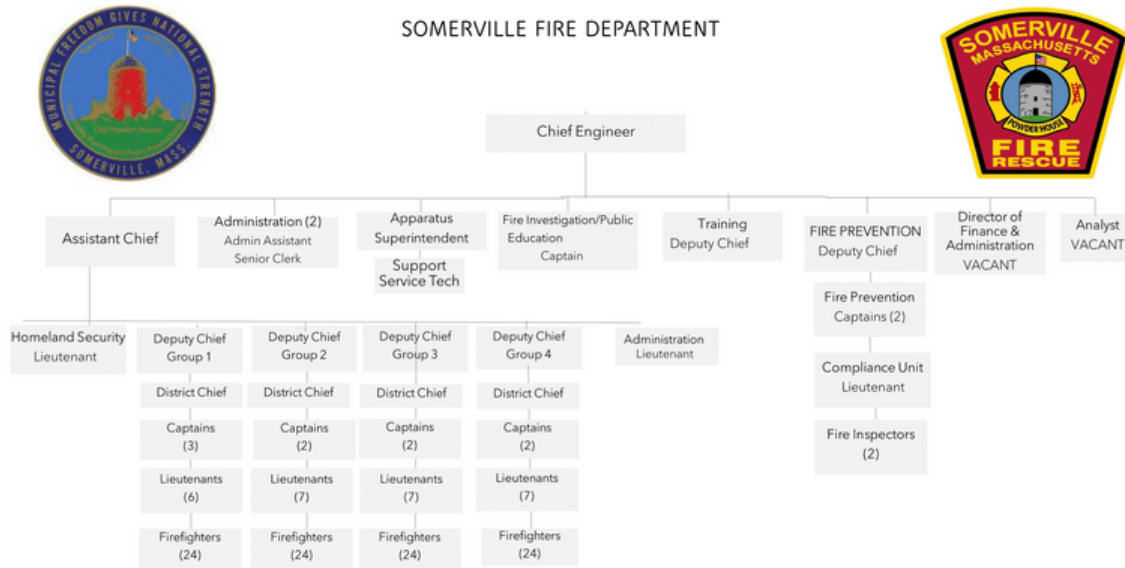 SOMERVILLE FIRE DEPARTMENT
MUNICIPAL FREEDOM GIVES NATIONAL STRENGTH
SOMERVILLE, MASS.
SOMERVILLE
MASSACHUSETTS
POWDER HOUSE
FIRE
RESCUE
Chief Engineer
Assistant Chief
Administration (2)
Admin Assistant
Senior Clerk
Apparatus
Superintendent
Support
Service Tech
Fire Investigation/Public
Education
Captain
Training
Deputy Chief
FIRE PREVENTION
Deputy Chief
Director of
Finance &
Administration
VACANT
Analyst
VACANT
Fire Prevention
Captains (2)
Compliance Unit
Lieutenant
Fire Inspectors
(2)
Homeland Security
Lieutenant
Deputy Chief
Group 1
District Chief
Captains
(3)
Lieutenants
(6)
Firefighters
(24)
Deputy Chief
Group 2
District Chief
Captains
(2)
Lieutenants
(7)
Firefighters
(24)
Deputy Chief
Group 3
District Chief
Captains
(2)
Lieutenants
(7)
Firefighters
(24)
Deputy Chief
Group 4
District Chief
Captains
(2)
Lieutenants
(7)
Firefighters
(24)
Administration
Lieutenant